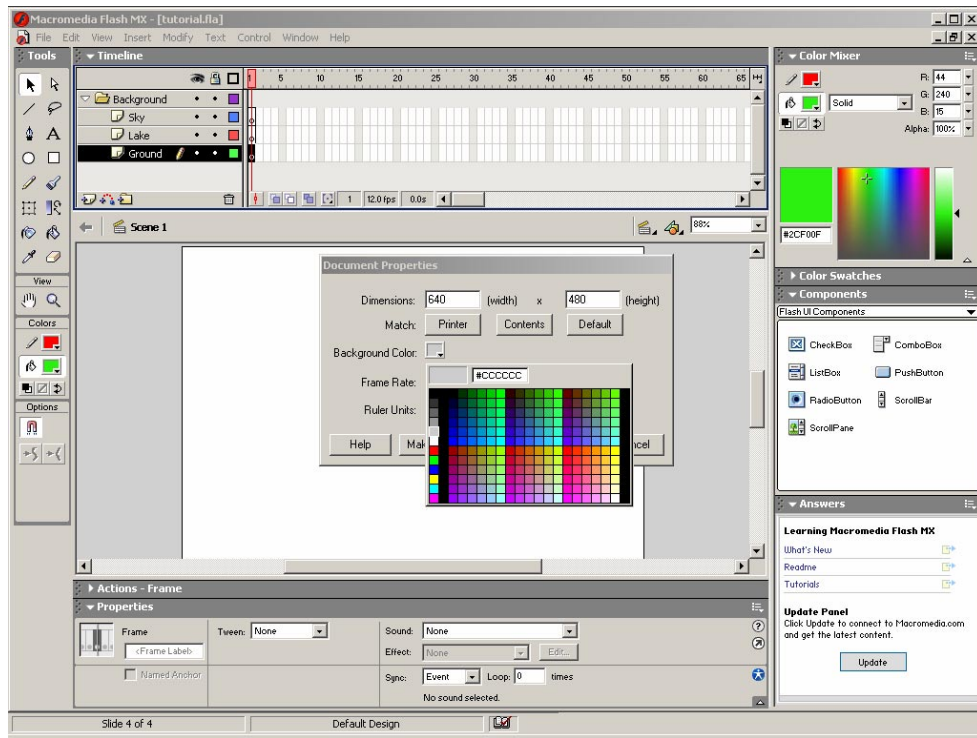 Macromedia Flash MX - [tutorial.fla]
File Edit View Insert Modify Text Control Window Help
Tools
View
Colors
Options
Timeline
1 5 10 15 20 25 30 35 40 45 50 55 60 65
Background
Sky
Lake
Ground
1 12.0 fps 0.0s
Scene 1
88%
Document Properties
Dimensions: 640 (width) x 480 (height)
Match: Printer Contents Default
Background Color:
Frame Rate: #CCCCCC
Ruler Units:
Help Mak ncel
Actions - Frame
Properties
Frame
<Frame Label>
Named Anchor
Tween: None
Sound: None
Effect: None Edit...
Sync: Event Loop: 0 times
No sound selected.
Color Mixer
R: 44
Solid G: 240
B: 15
Alpha: 100%
#2CF00F
Color Swatches
Components
Flash UI Components
CheckBox ComboBox
ListBox PushButton
RadioButton ScrollBar
ScrollPane
Answers
Learning Macromedia Flash MX
What's New
Readme
Tutorials
Update Panel
Click Update to connect to Macromedia.com
and get the latest content.
Update
Slide 4 of 4 Default Design